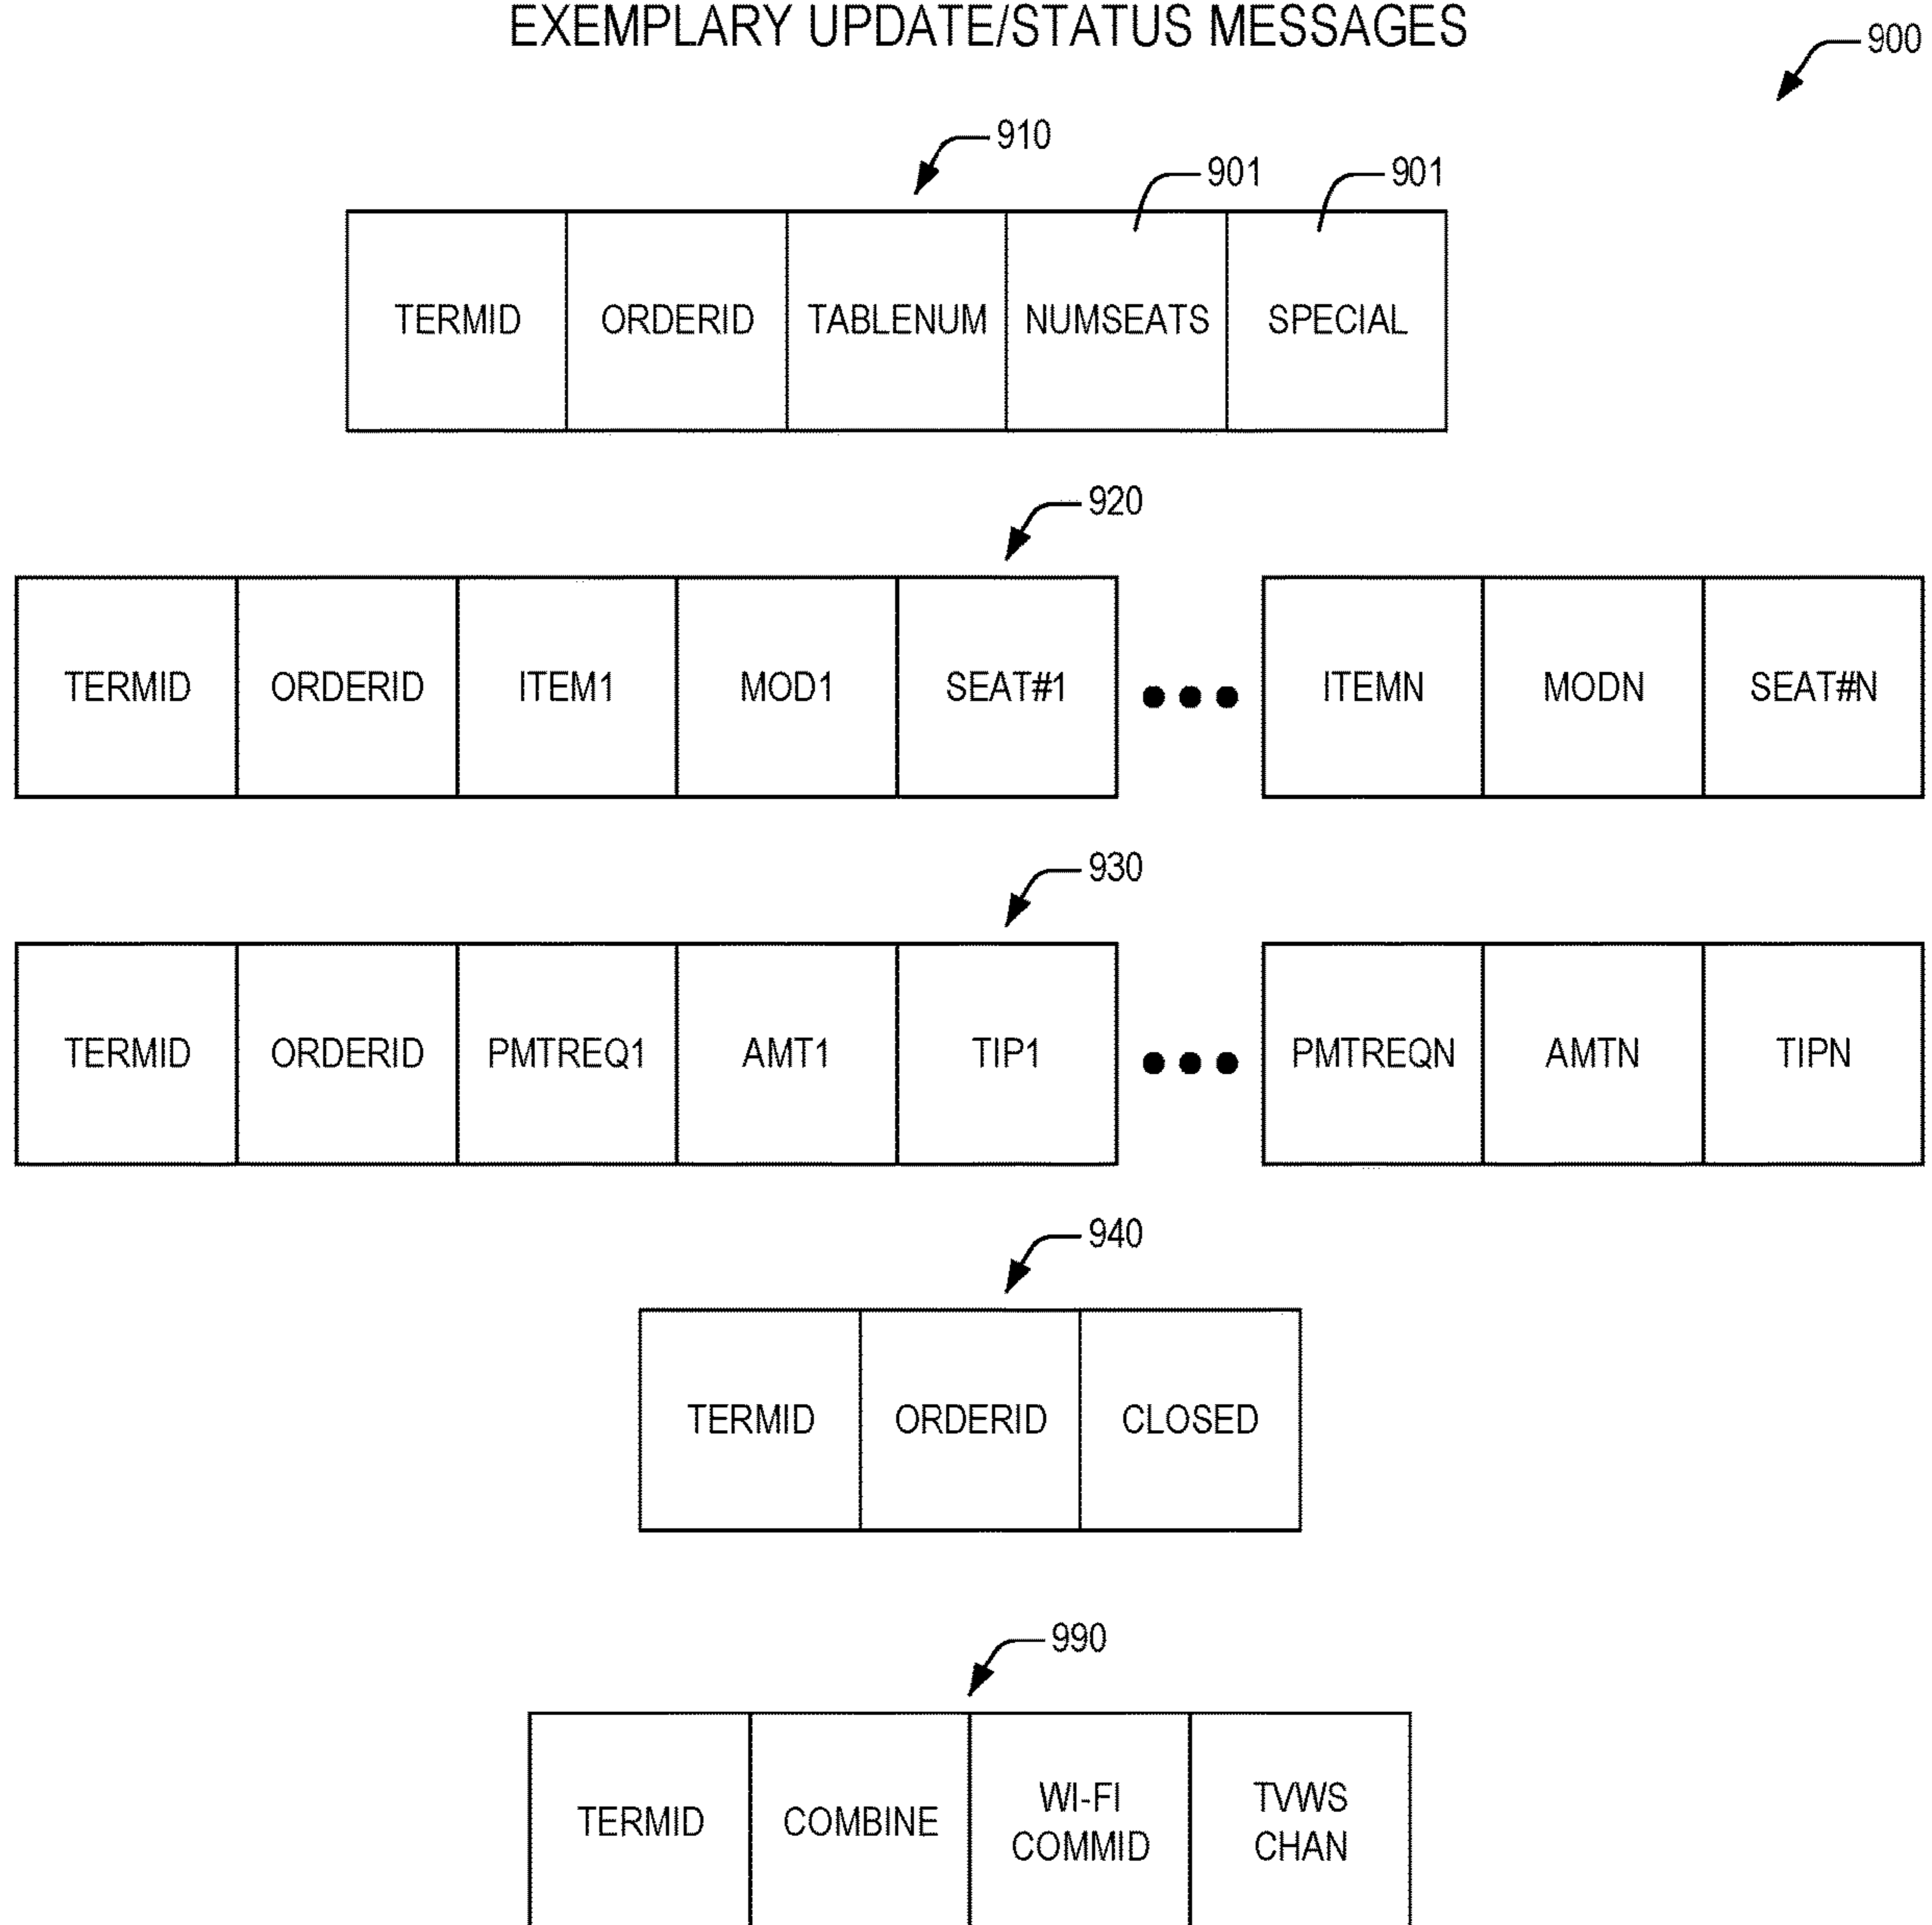 EXEMPLARY UPDATE/STATUS MESSAGES
900
910
901 901
TERMID ORDERID TABLENUM NUMSEATS SPECIAL
920
TERMID ORDERID ITEM1 MOD1 SEAT#1 ●●● ITEMN MODN SEAT#N
930
TERMID ORDERID PMTREQ1 AMT1 TIP1 ●●● PMTREQN AMTN TIPN
940
TERMID ORDERID CLOSED
990
TERMID COMBINE WI-FI COMMID TVWS CHAN